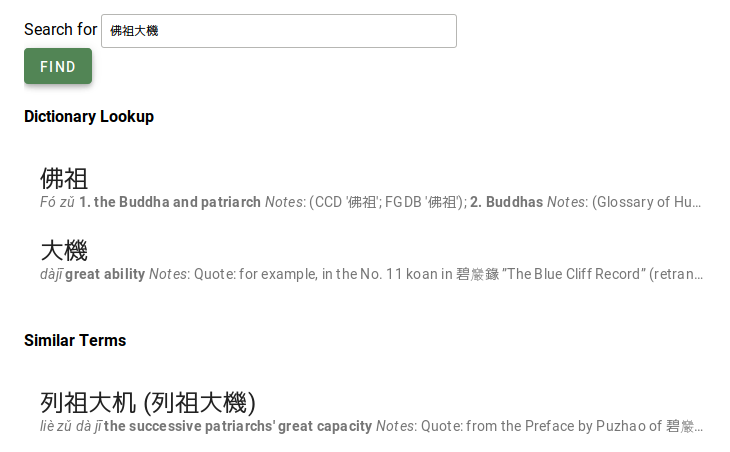 Search for 佛祖大機
FIND
Dictionary Lookup
佛祖
Fó zǔ 1. the Buddha and patriarch Notes: (CCD '佛祖'; FGDB '佛祖'); 2. Buddhas Notes: (Glossary of Hu…
大機
dàjī great ability Notes: Quote: for example, in the No. 11 koan in 碧巖錄 “The Blue Cliff Record” (retran…
Similar Terms
列祖大机 (列祖大機)
liè zǔ dà jī the successive patriarchs' great capacity Notes: Quote: from the Preface by Puzhao of 碧巖…